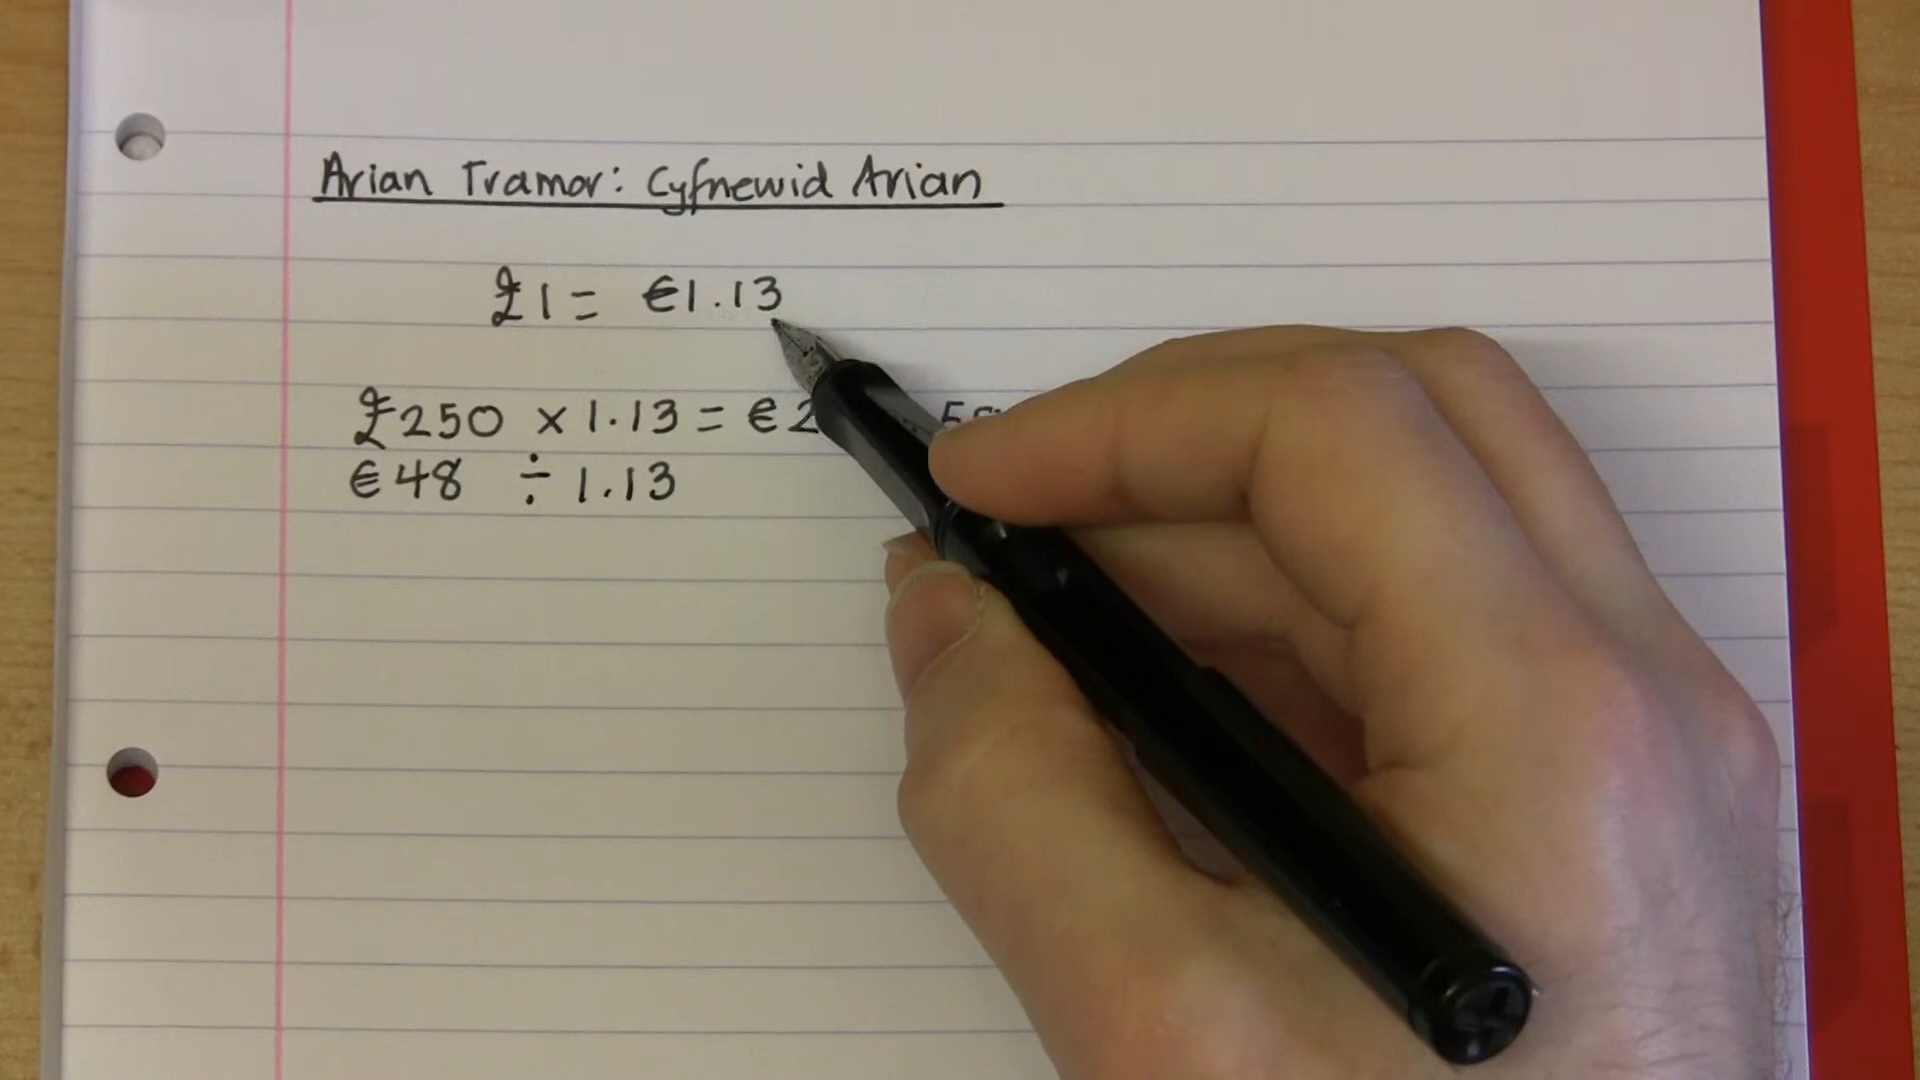 Arian Tramor: Cyfnewid Arian
£1 = €1.13
£250 × 1.13 = €2
€48 ÷ 1.13